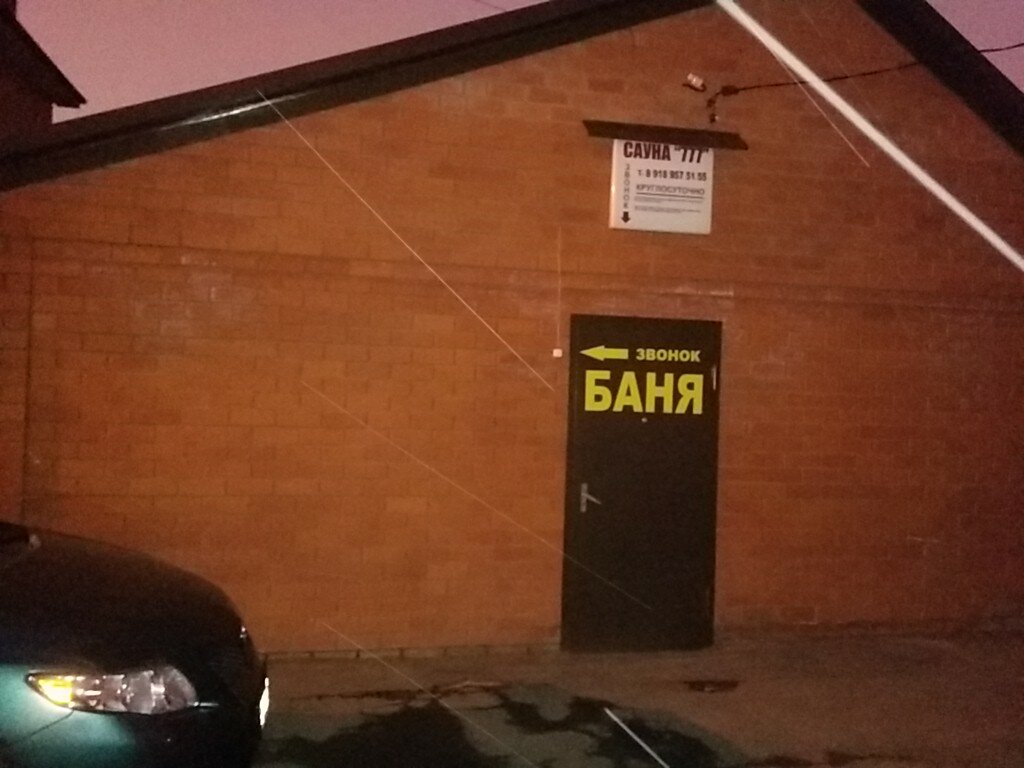 САУНА "777"
ЗВОНОК
т. 8 918 957 51 55
КРУГЛОСУТОЧНО
ЗВОНОК
БАНЯ